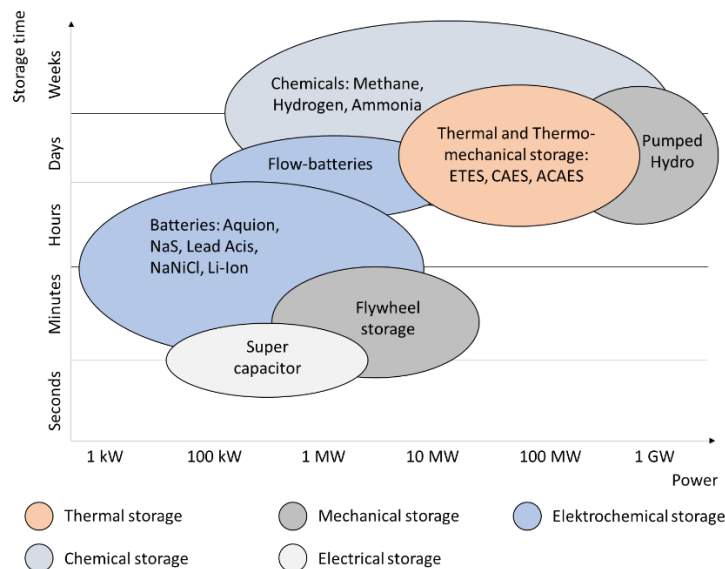 Storage time
Weeks
Days
Hours
Minutes
Seconds
Chemicals: Methane,
Hydrogen, Ammonia
Thermal and Thermo-
mechanical storage:
ETES, CAES, ACAES
Pumped
Hydro
Flow-batteries
Batteries: Aquion,
NaS, Lead Acis,
NaNiCl, Li-Ion
Flywheel
storage
Super
capacitor
1 kW 100 kW 1 MW 10 MW 100 MW 1 GW
Power
Thermal storage Mechanical storage Elektrochemical storage
Chemical storage Electrical storage